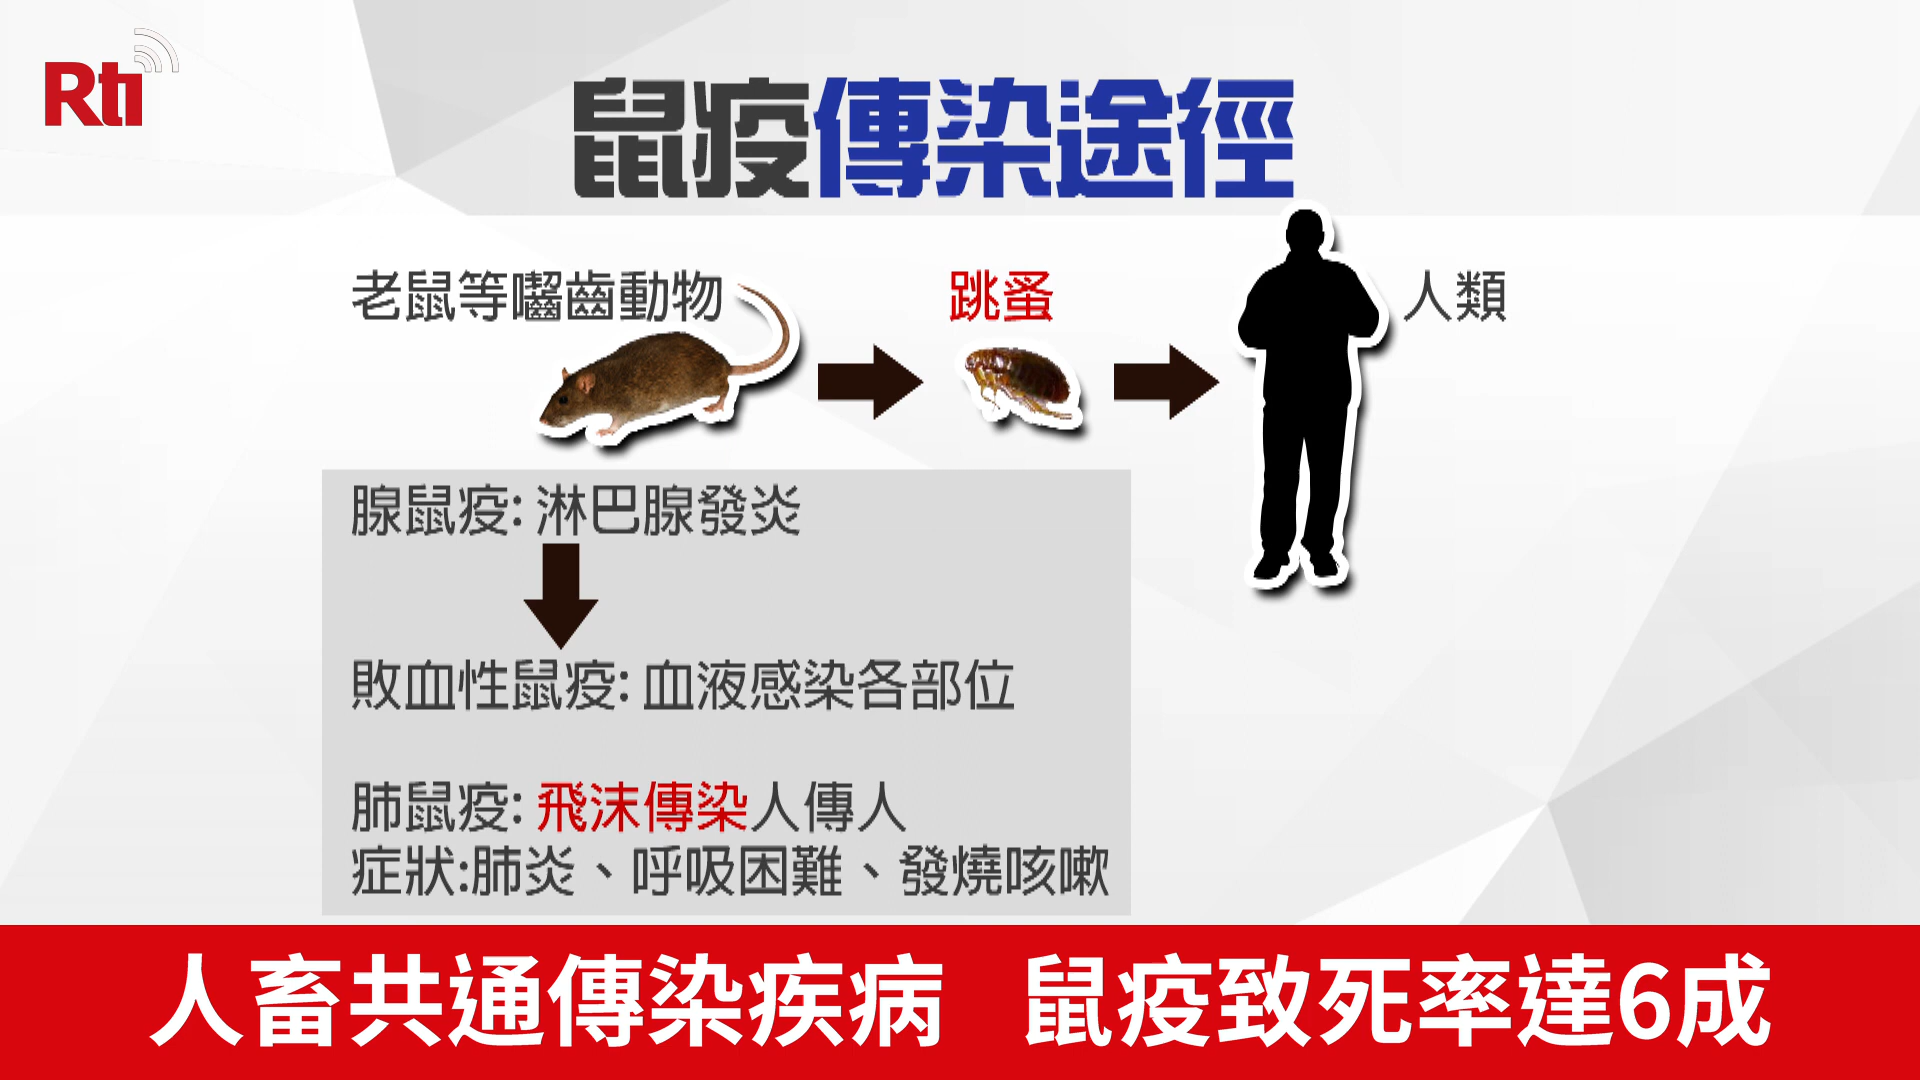 Rti
鼠疫傳染途徑
老鼠等囓齒動物
跳蚤
人類
腺鼠疫: 淋巴腺發炎
敗血性鼠疫: 血液感染各部位
肺鼠疫: 飛沫傳染人傳人
症狀:肺炎、呼吸困難、發燒咳嗽
人畜共通傳染疾病 鼠疫致死率達6成